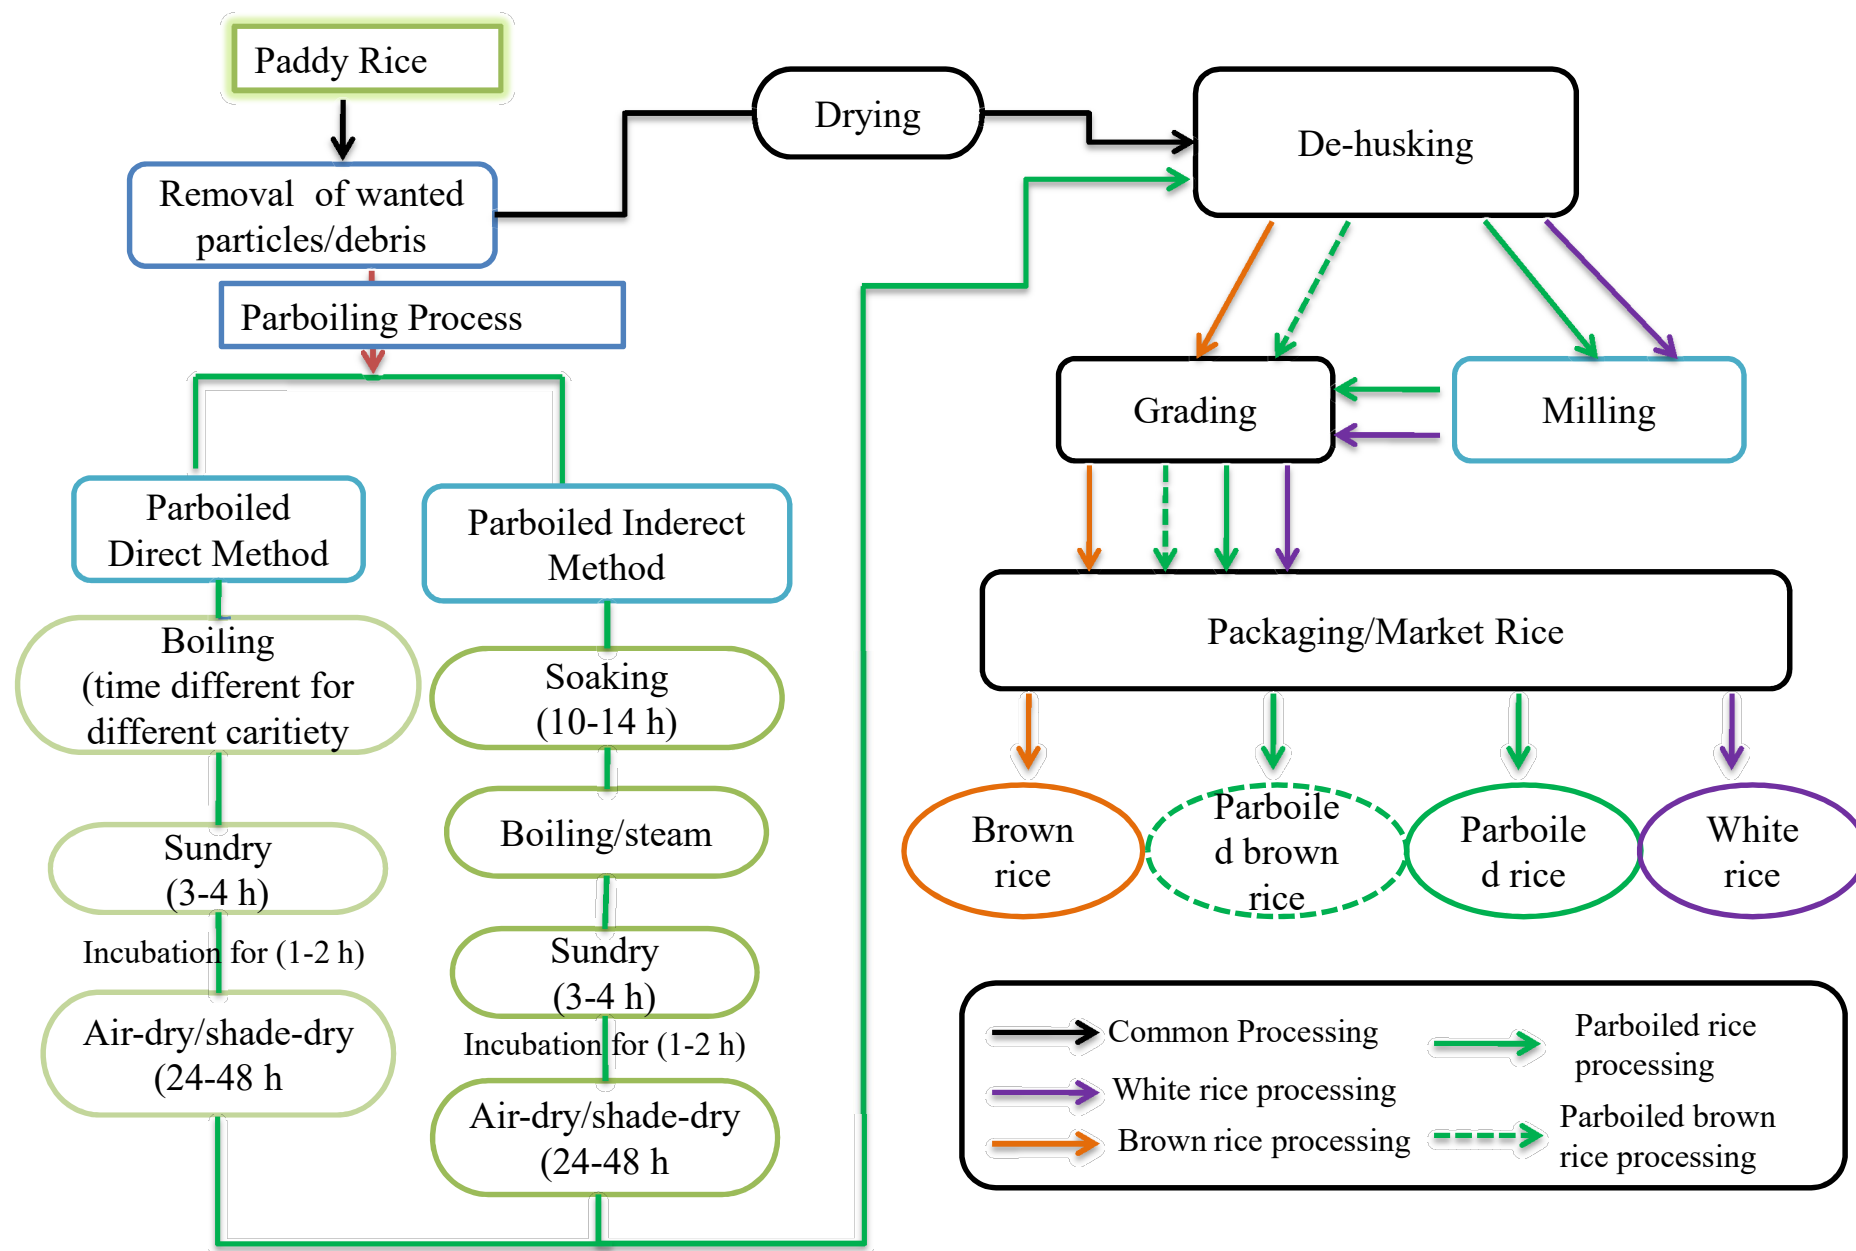 Paddy Rice
Removal of wanted
particles/debris
Parboiling Process
Parboiled
Direct Method
Boiling
(time different for
different caritiety
Sundry
(3-4 h)
Incubation for (1-2 h)
Air-dry/shade-dry
(24-48 h
Parboiled Inderect
Method
Soaking
(10-14 h)
Boiling/steam
Sundry
(3-4 h)
Incubation for (1-2 h)
Air-dry/shade-dry
(24-48 h
Drying
De-husking
Grading
Milling
Packaging/Market Rice
Brown
rice
Parboile
d brown
rice
Parboile
d rice
White
rice
Common Processing
White rice processing
Brown rice processing
Parboiled rice
processing
Parboiled brown
rice processing